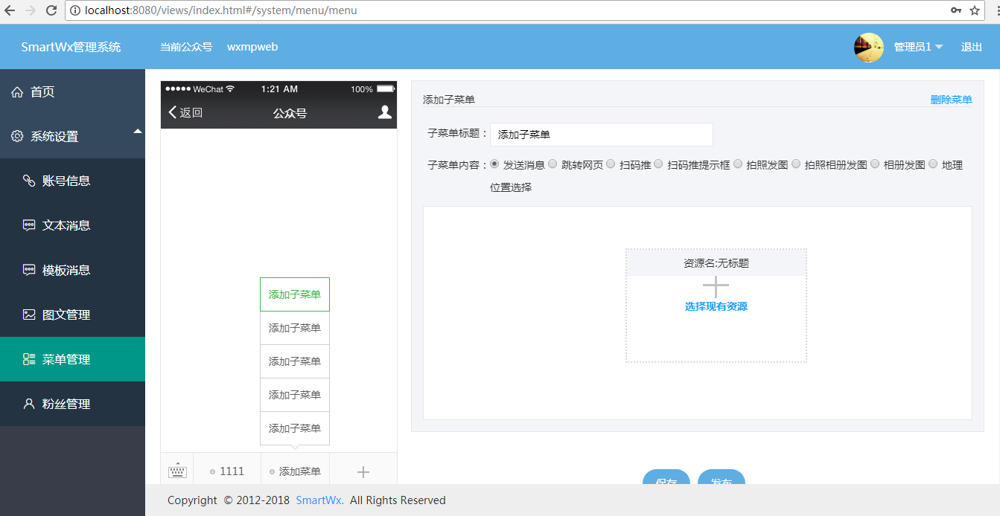 localhost:8080/views/index.html#/system/menu/menu
SmartWx管理系统
当前公众号 wxmpweb
管理员1
退出
首页
系统设置
账号信息
文本消息
模板消息
图文管理
菜单管理
粉丝管理
WeChat 1:21 AM 100%
返回 公众号
添加子菜单
添加子菜单
添加子菜单
添加子菜单
添加子菜单
1111 添加菜单
添加子菜单 删除菜单
子菜单标题： 添加子菜单
子菜单内容： 发送消息 跳转网页 扫码推 扫码推提示框 拍照发图 拍照相册发图 相册发图 地理
位置选择
资源名:无标题
选择现有资源
保存 发布
Copyright © 2012-2018 SmartWx. All Rights Reserved